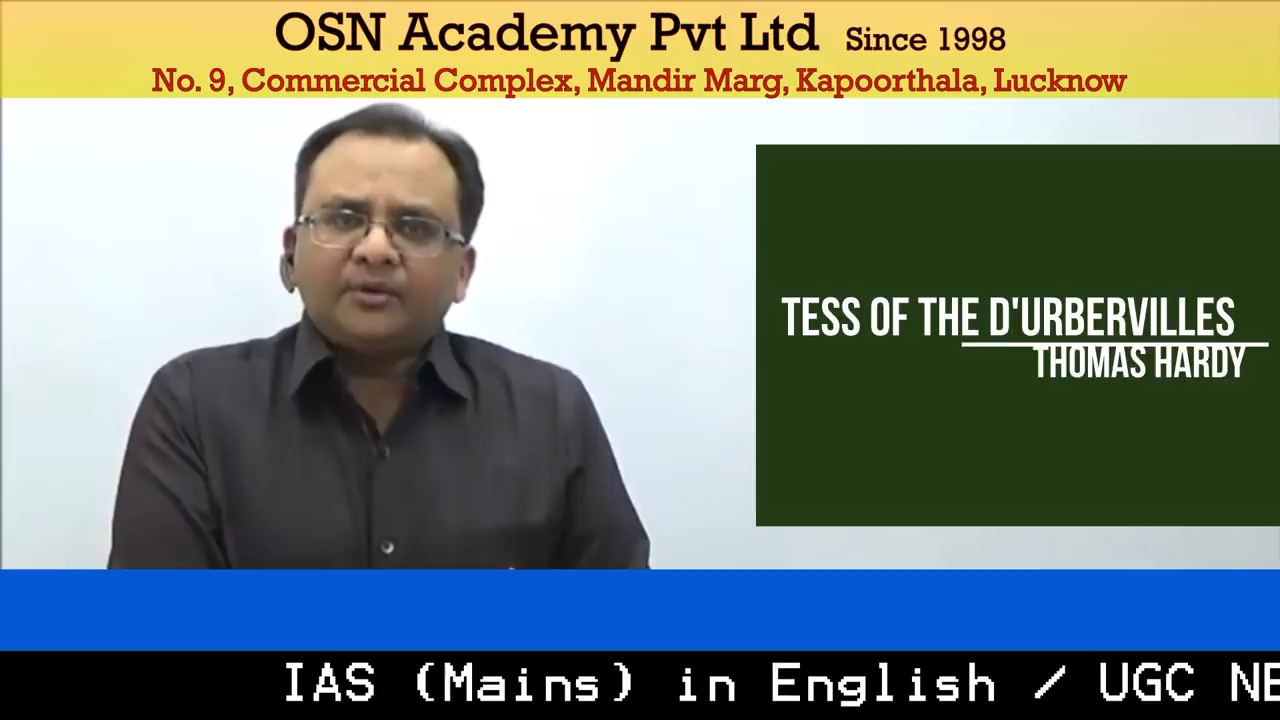 OSN Academy Pvt Ltd Since 1998
No. 9, Commercial Complex, Mandir Marg, Kapoorthala, Lucknow
TESS OF THE D'URBERVILLES
THOMAS HARDY
IAS (Mains) in English / UGC NE